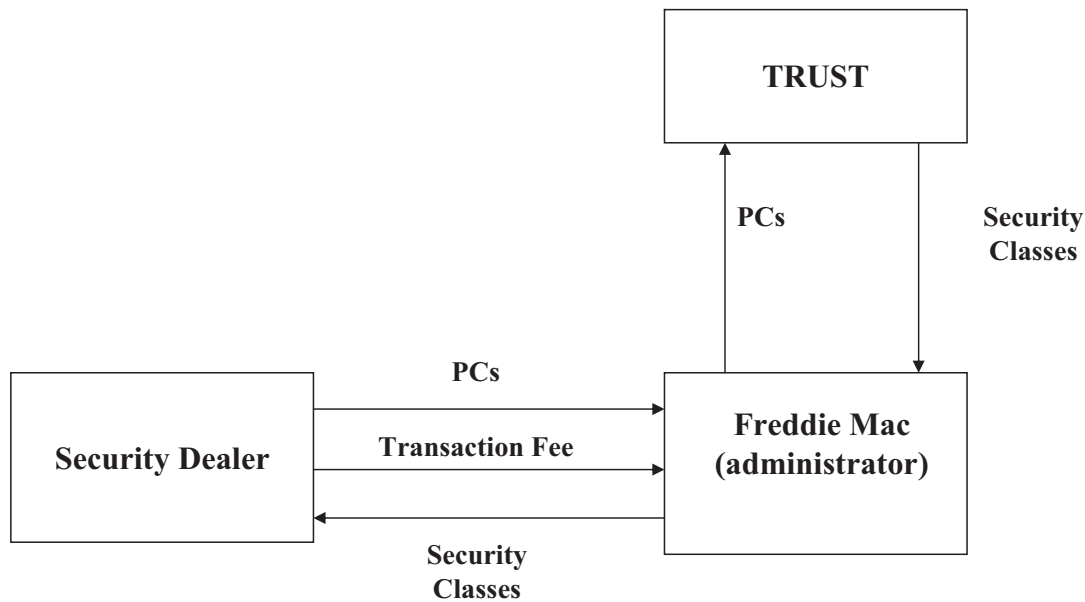 TRUST
PCs
Security
Classes
PCs
Security Dealer
Transaction Fee
Freddie Mac
(administrator)
Security
Classes